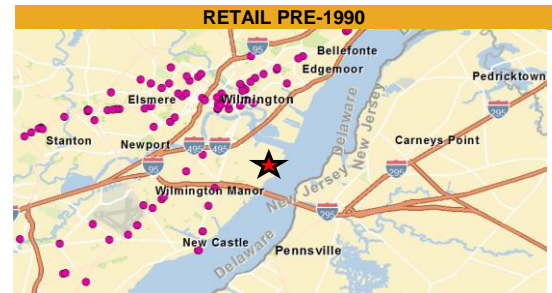 RETAIL PRE-1990
95
Bellefonte
Edgemoor
Pedricktown
Elsmere
Wilmington
295
Stanton
Newport
495
495
Delaware
New Jersey
Carneys Point
95
295
Wilmington Manor
New Jersey
295
New Castle
Delaware
Pennsville